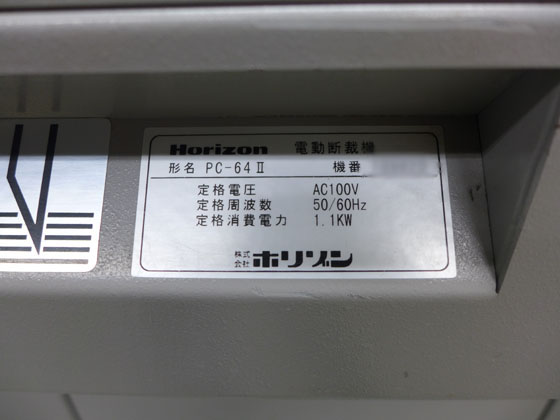 Horizon 電動断裁機
形名 PC-64Ⅱ 機番
定格電圧 AC100V
定格周波数 50/60Hz
定格消費電力 1.1KW
株式会社 ホリゾン